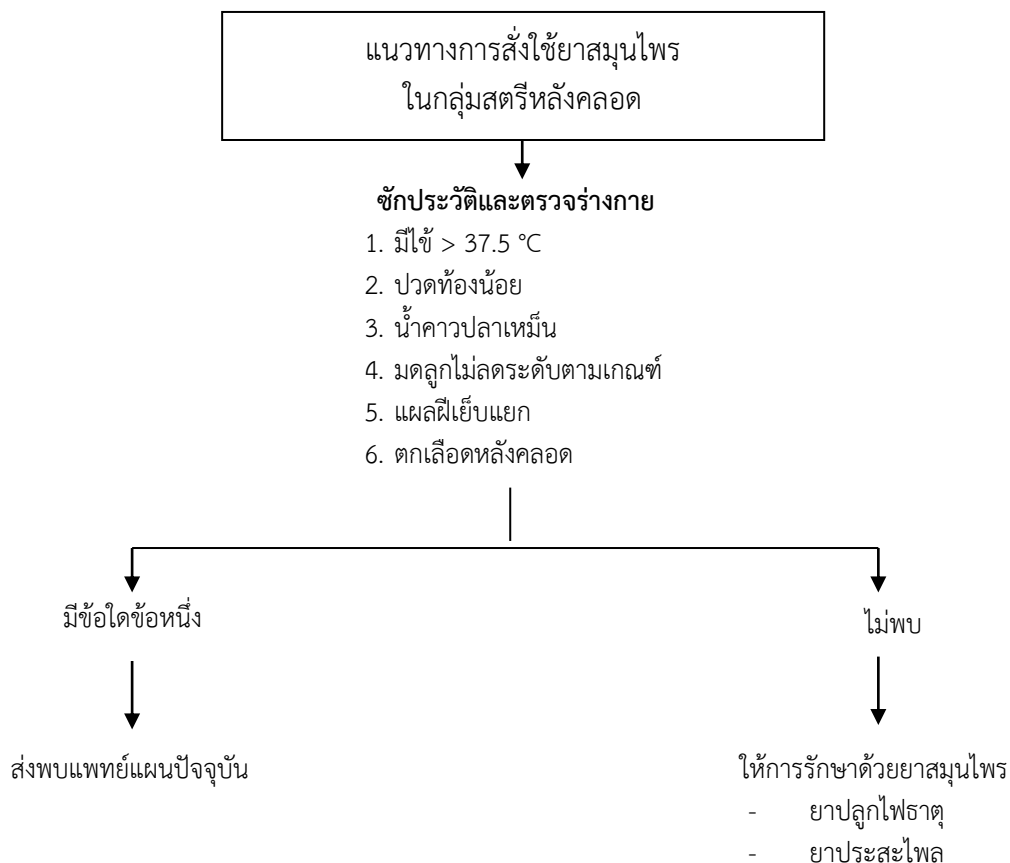 แนวทางการสั่งใช้ยาสมุนไพร
ในกลุ่มสตรีหลังคลอด
ซักประวัติและตรวจร่างกาย
1. มีไข้ > 37.5 °C
2. ปวดท้องน้อย
3. น้ำคาวปลาเหม็น
4. มดลูกไม่ลดระดับตามเกณฑ์
5. แผลฝีเย็บแยก
6. ตกเลือดหลังคลอด
มีข้อใดข้อหนึ่ง
ไม่พบ
ส่งพบแพทย์แผนปัจจุบัน
ให้การรักษาด้วยยาสมุนไพร
- ยาปลูกไฟธาตุ
- ยาประสะไพล